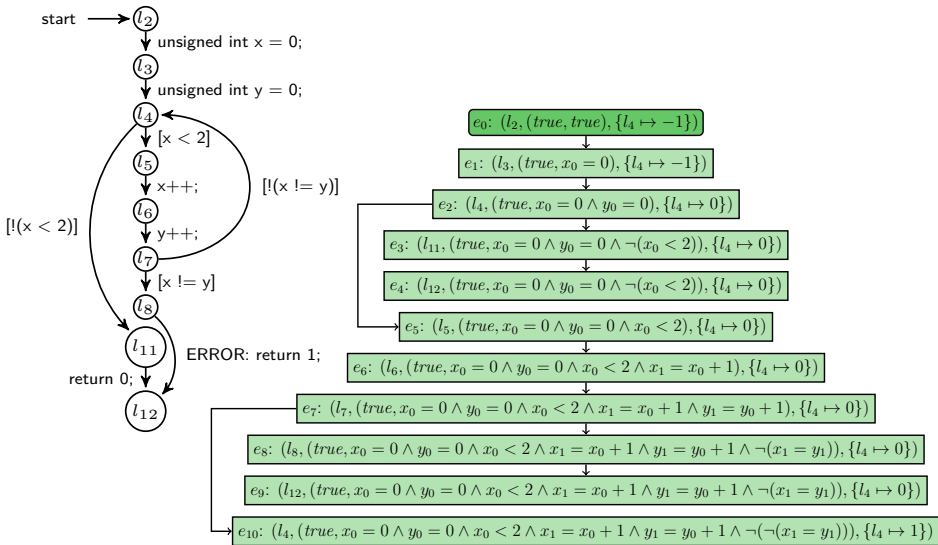 start
l₂
unsigned int x = 0;
l₃
unsigned int y = 0;
l₄
[x < 2]
l₅
x++;
[!(x != y)]
l₆
[!(x < 2)]
y++;
l₇
[x != y]
l₈
l₁₁
ERROR: return 1;
return 0;
l₁₂
e₀: (l₂, (true, true), {l₄ ↦ −1})
e₁: (l₃, (true, x₀ = 0), {l₄ ↦ −1})
e₂: (l₄, (true, x₀ = 0 ∧ y₀ = 0), {l₄ ↦ 0})
e₃: (l₁₁, (true, x₀ = 0 ∧ y₀ = 0 ∧ ¬(x₀ < 2)), {l₄ ↦ 0})
e₄: (l₁₂, (true, x₀ = 0 ∧ y₀ = 0 ∧ ¬(x₀ < 2)), {l₄ ↦ 0})
e₅: (l₅, (true, x₀ = 0 ∧ y₀ = 0 ∧ x₀ < 2), {l₄ ↦ 0})
e₆: (l₆, (true, x₀ = 0 ∧ y₀ = 0 ∧ x₀ < 2 ∧ x₁ = x₀ + 1), {l₄ ↦ 0})
e₇: (l₇, (true, x₀ = 0 ∧ y₀ = 0 ∧ x₀ < 2 ∧ x₁ = x₀ + 1 ∧ y₁ = y₀ + 1), {l₄ ↦ 0})
e₈: (l₈, (true, x₀ = 0 ∧ y₀ = 0 ∧ x₀ < 2 ∧ x₁ = x₀ + 1 ∧ y₁ = y₀ + 1 ∧ ¬(x₁ = y₁)), {l₄ ↦ 0})
e₉: (l₁₂, (true, x₀ = 0 ∧ y₀ = 0 ∧ x₀ < 2 ∧ x₁ = x₀ + 1 ∧ y₁ = y₀ + 1 ∧ ¬(x₁ = y₁)), {l₄ ↦ 0})
e₁₀: (l₄, (true, x₀ = 0 ∧ y₀ = 0 ∧ x₀ < 2 ∧ x₁ = x₀ + 1 ∧ y₁ = y₀ + 1 ∧ ¬(¬(x₁ = y₁))), {l₄ ↦ 1})